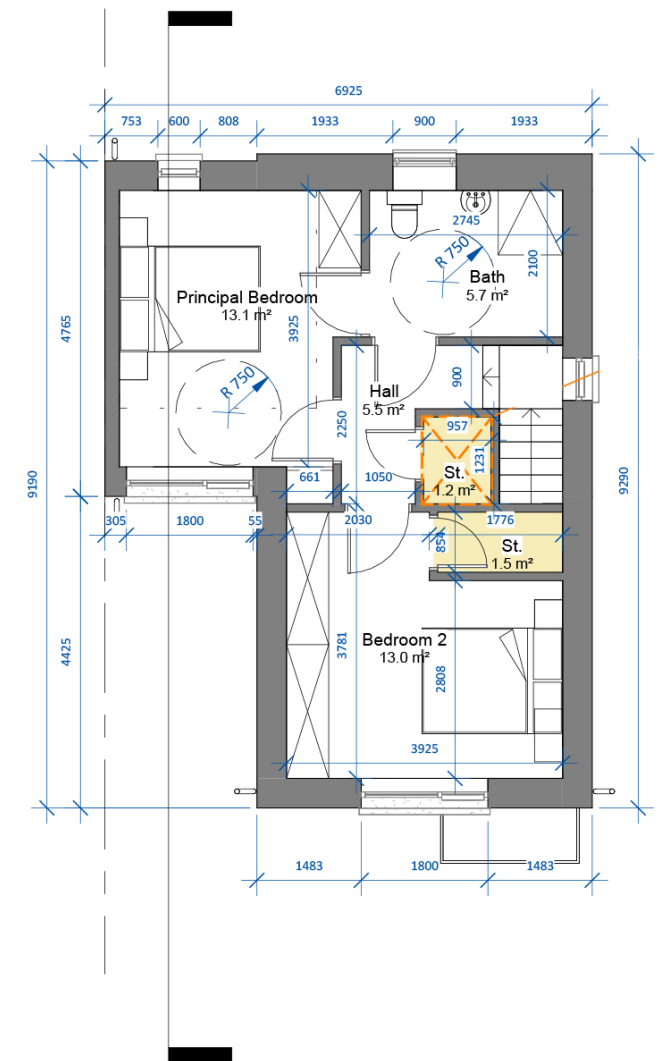 6925
753 600 808 1933 900 1933
2745
R 750
2100
Bath
5.7 m²
Principal Bedroom
13.1 m²
3925
4765
R 750
900
Hall
5.5 m²
2250
957
1231
St.
1.2 m²
661 1050
9190
9290
305 1800 55 2030 1776
854
St.
1.5 m²
4425
3781
Bedroom 2
13.0 m²
2808
3925
1483 1800 1483